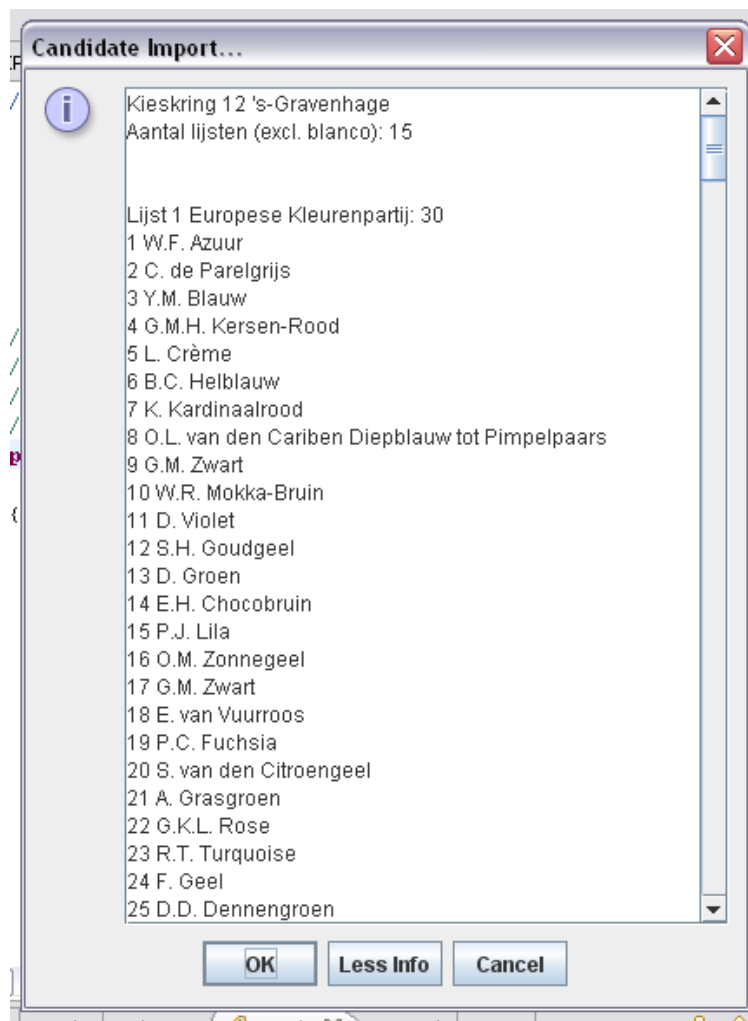 Candidate Import...
Kieskring 12 's-Gravenhage
Aantal lijsten (excl. blanco): 15
Lijst 1 Europese Kleurenpartij: 30
1 W.F. Azuur
2 C. de Parelgrijs
3 Y.M. Blauw
4 G.M.H. Kersen-Rood
5 L. Crème
6 B.C. Helblauw
7 K. Kardinaalrood
8 O.L. van den Cariben Diepblauw tot Pimpelpaars
9 G.M. Zwart
10 W.R. Mokka-Bruin
11 D. Violet
12 S.H. Goudgeel
13 D. Groen
14 E.H. Chocobruin
15 P.J. Lila
16 O.M. Zonnegeel
17 G.M. Zwart
18 E. van Vuurroos
19 P.C. Fuchsia
20 S. van den Citroengeel
21 A. Grasgroen
22 G.K.L. Rose
23 R.T. Turquoise
24 F. Geel
25 D.D. Dennengroen
OK Less Info Cancel